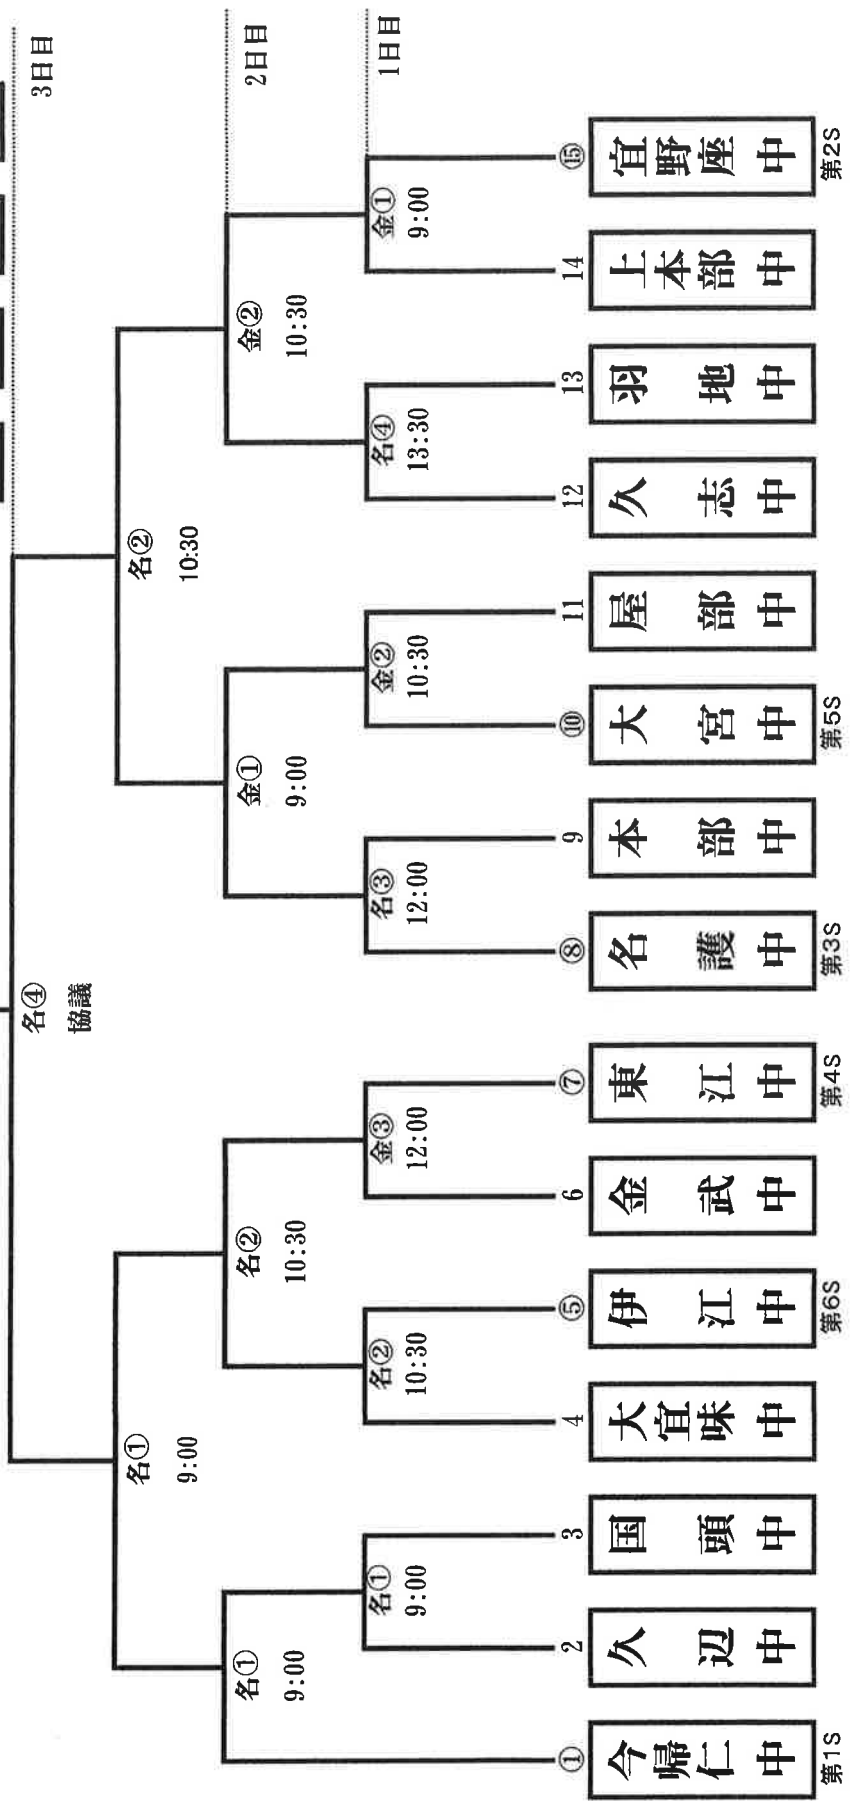 3日目
2日目
1日目
名④
協議
名①
9:00
名②
10:30
名①
9:00
名②
10:30
金①
9:00
金②
10:30
名①
9:00
名②
10:30
金③
12:00
名③
12:00
金②
10:30
名④
13:30
金①
9:00
①
2
3
4
⑤
6
⑦
⑧
9
⑩
11
12
13
14
⑮
今帰仁中
久辺中
国頭中
大宜味中
伊江中
金武中
東江中
名護中
本部中
大宮中
屋部中
久志中
羽地中
上本部中
宜野座中
第1S
第6S
第4S
第3S
第5S
第2S